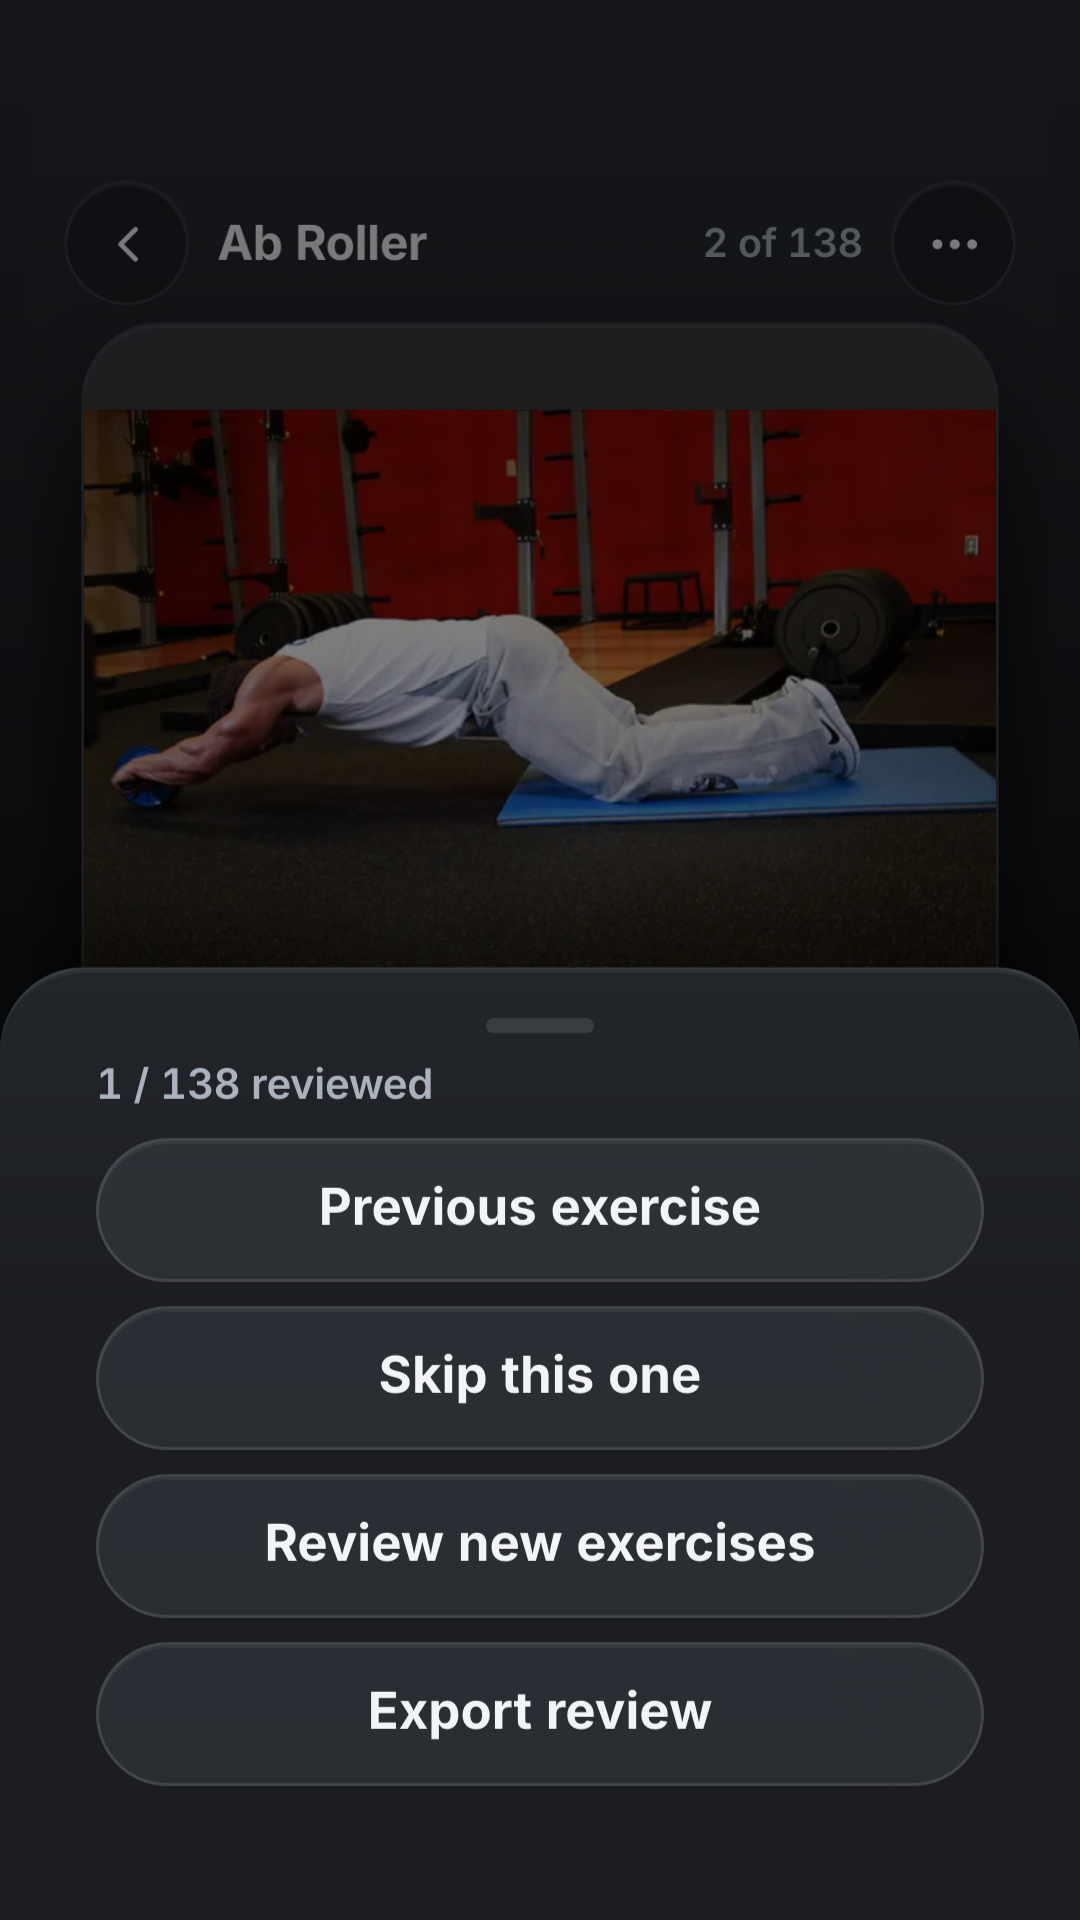 Ab Roller
2 of 138
1 / 138 reviewed
Previous exercise
Skip this one
Review new exercises
Export review